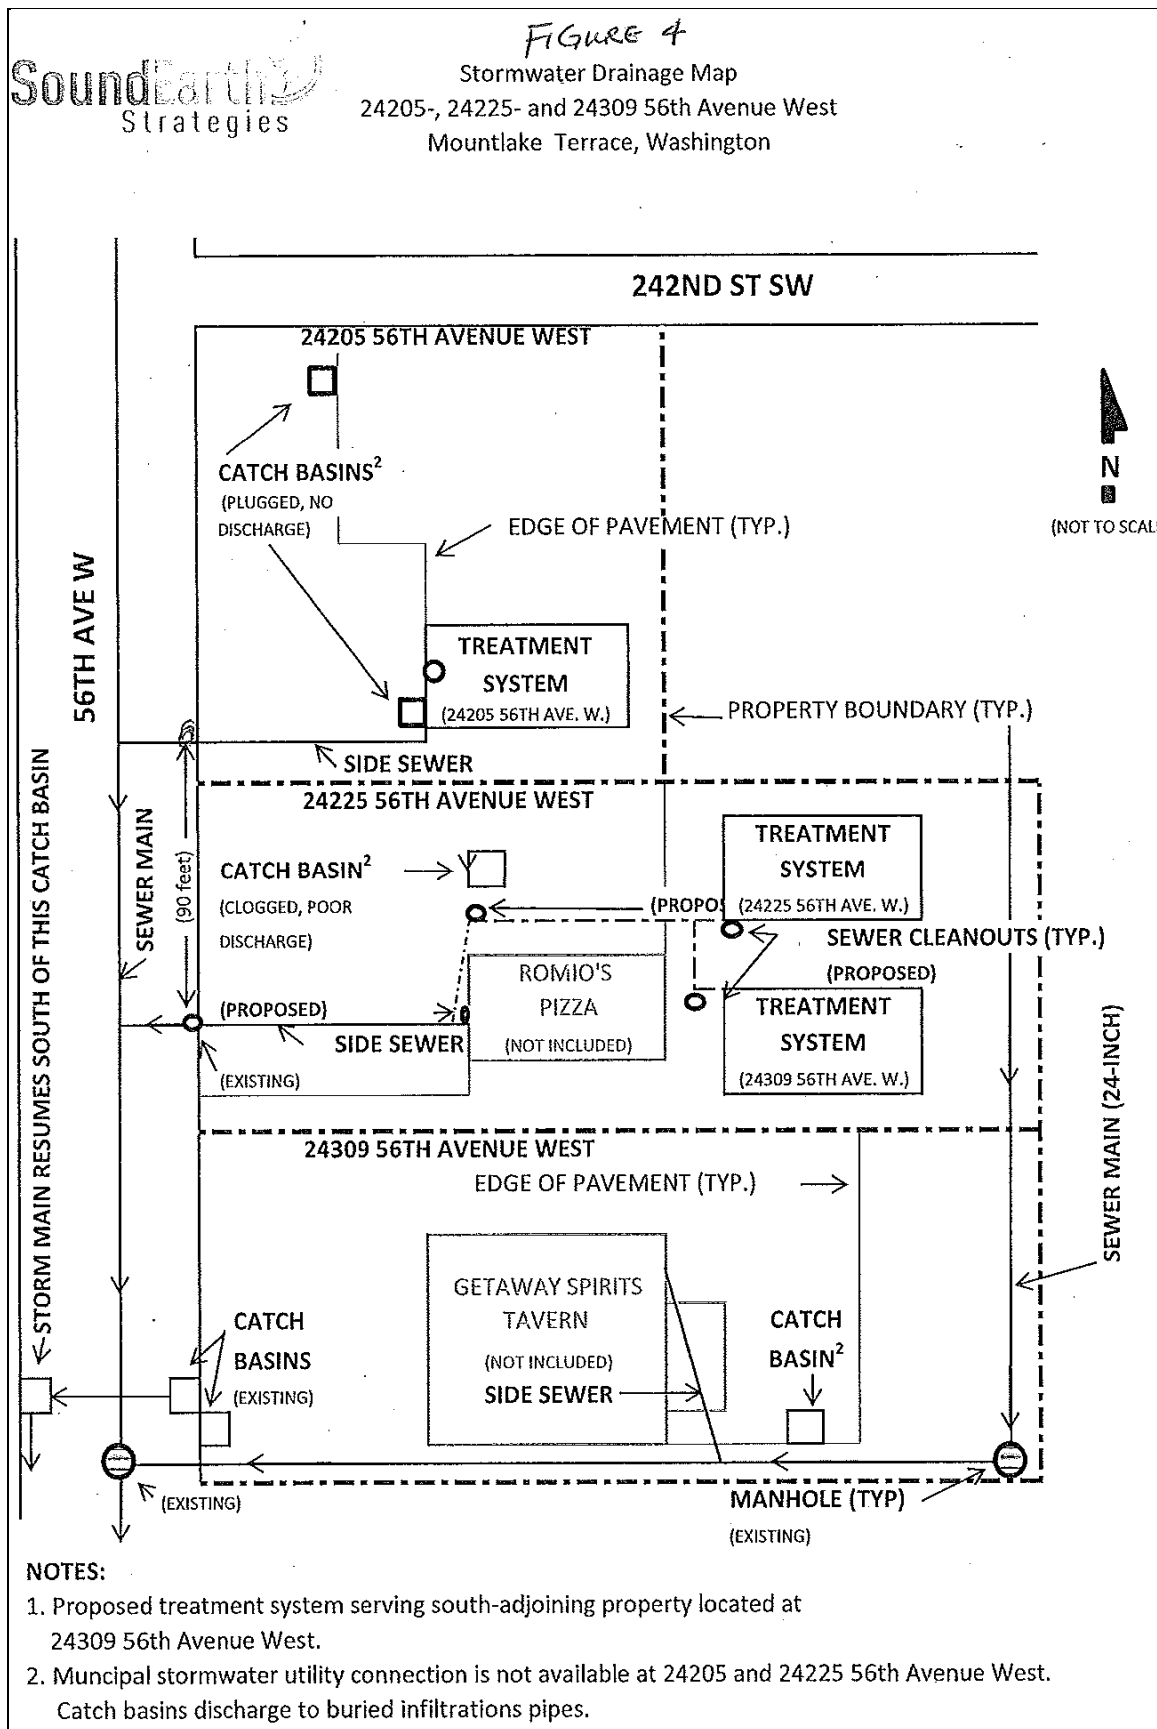 FIGURE 4
SoundEarth
Strategies
Stormwater Drainage Map
24205-, 24225- and 24309 56th Avenue West
Mountlake Terrace, Washington
242ND ST SW
24205 56TH AVENUE WEST
CATCH BASINS²
(PLUGGED, NO
DISCHARGE)
EDGE OF PAVEMENT (TYP.)
N
(NOT TO SCAL
56TH AVE W
TREATMENT
SYSTEM
(24205 56TH AVE. W.)
PROPERTY BOUNDARY (TYP.)
SIDE SEWER
24225 56TH AVENUE WEST
STORM MAIN RESUMES SOUTH OF THIS CATCH BASIN
SEWER MAIN
(90 feet)
CATCH BASIN²
(CLOGGED, POOR
DISCHARGE)
TREATMENT
SYSTEM
(24225 56TH AVE. W.)
(PROPO
SEWER CLEANOUTS (TYP.)
(PROPOSED)
ROMIO'S
PIZZA
(NOT INCLUDED)
(PROPOSED)
SIDE SEWER
(EXISTING)
TREATMENT
SYSTEM
(24309 56TH AVE. W.)
SEWER MAIN (24-INCH)
24309 56TH AVENUE WEST
EDGE OF PAVEMENT (TYP.)
GETAWAY SPIRITS
TAVERN
(NOT INCLUDED)
SIDE SEWER
CATCH
BASIN²
CATCH
BASINS
(EXISTING)
(EXISTING)
MANHOLE (TYP)
(EXISTING)
NOTES:
1. Proposed treatment system serving south-adjoining property located at
24309 56th Avenue West.
2. Muncipal stormwater utility connection is not available at 24205 and 24225 56th Avenue West.
Catch basins discharge to buried infiltrations pipes.